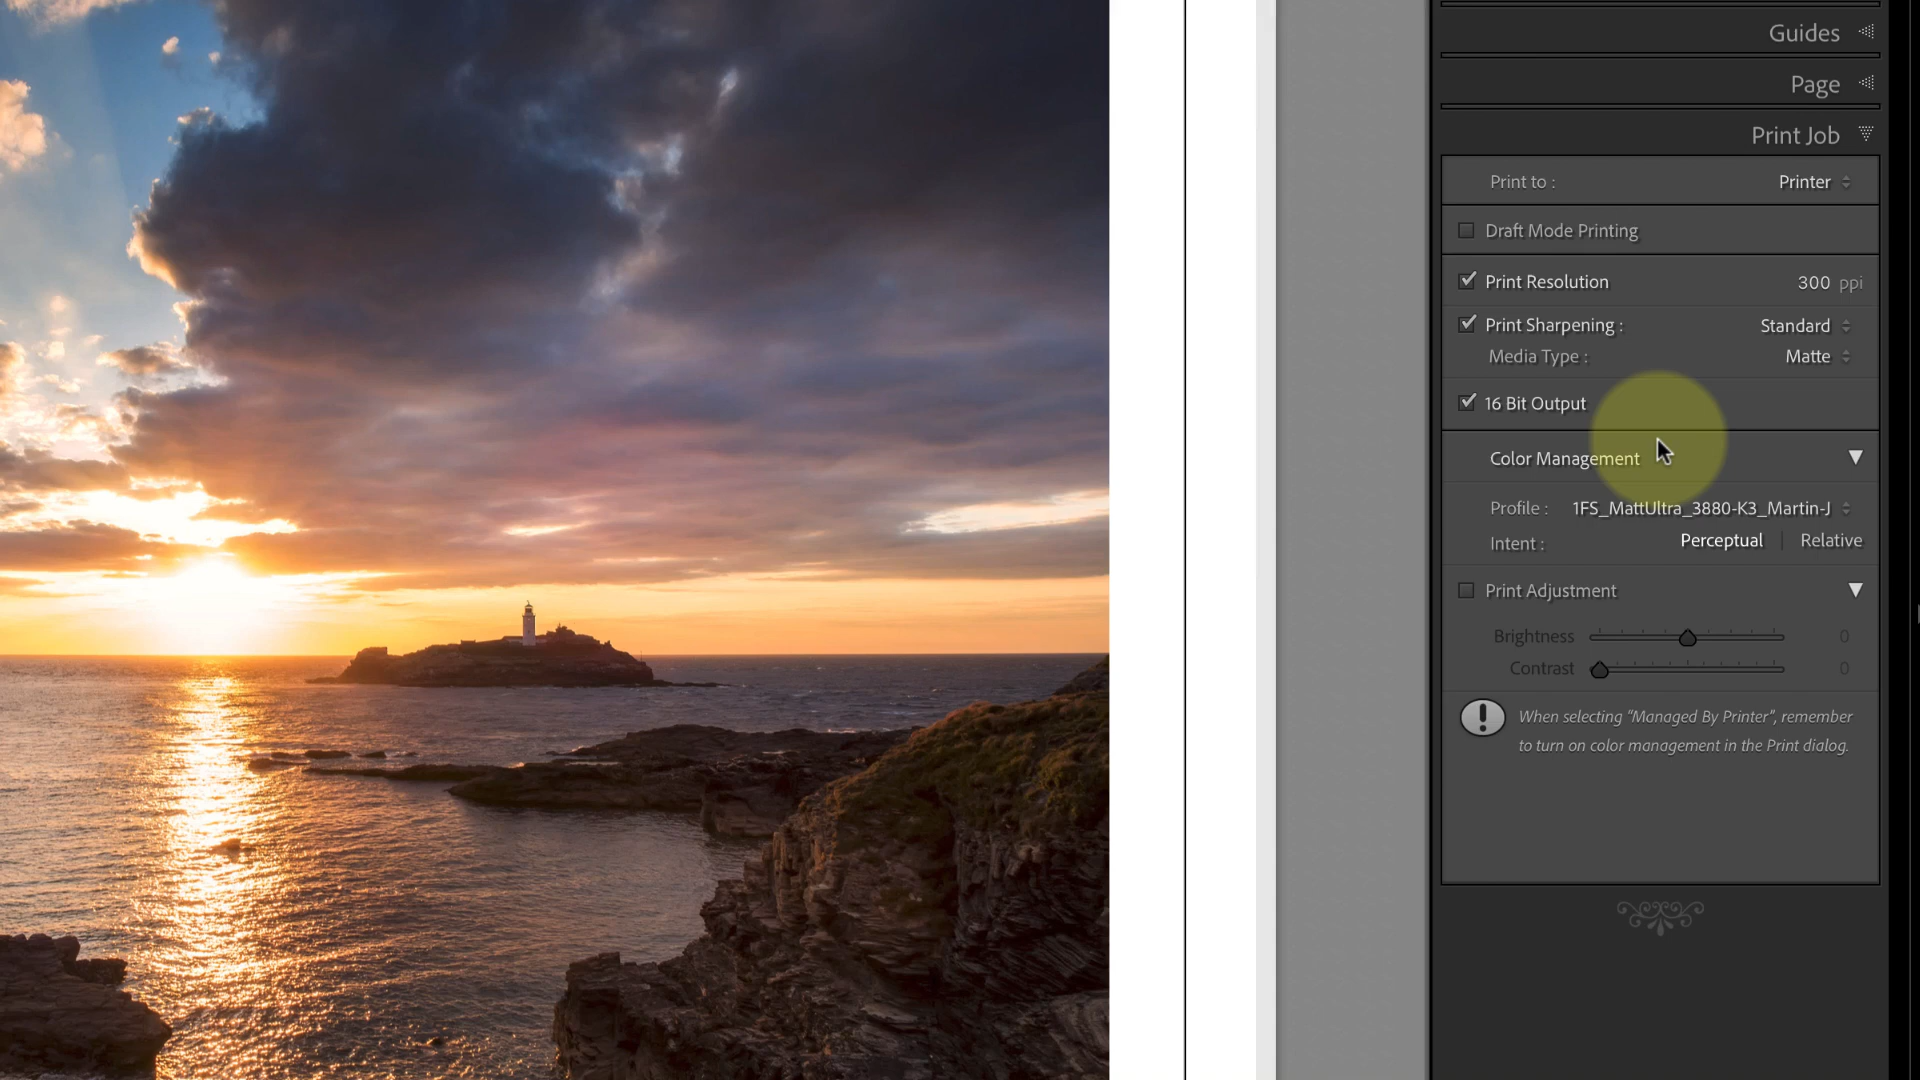 Guides
Page
Print Job
Print to : Printer
Draft Mode Printing
Print Resolution 300 ppi
Print Sharpening : Standard
Media Type : Matte
16 Bit Output
Color Management
Profile : 1FS_MattUltra_3880-K3_Martin-J
Intent : Perceptual | Relative
Print Adjustment
Brightness 0
Contrast 0
When selecting "Managed By Printer", remember
to turn on color management in the Print dialog.